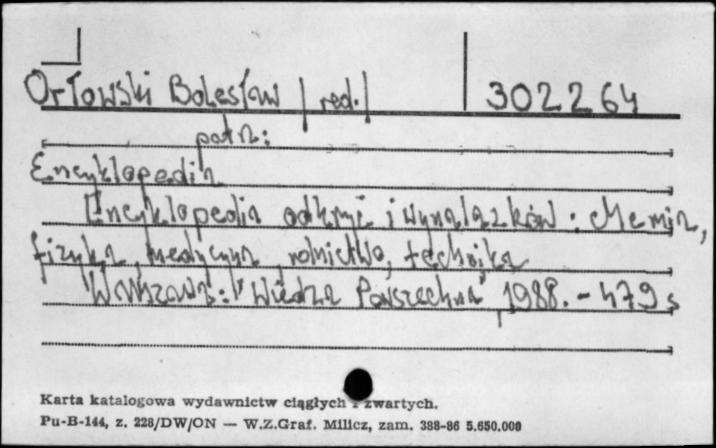 Orłowski Bolesław /red./ 302264
patrz:
Encyklopedia
Encyklopedia odkryć i wynalazków: chemia,
fizyka, medycyna, rolnictwo, technika
Warszawa: "Wiedza Powszechna", 1988. - 479 s
Karta katalogowa wydawnictw ciągłych i zwartych.
Pu-B-144, z. 228/DW/ON — W.Z.Graf. Milicz, zam. 388-86 5.650.000